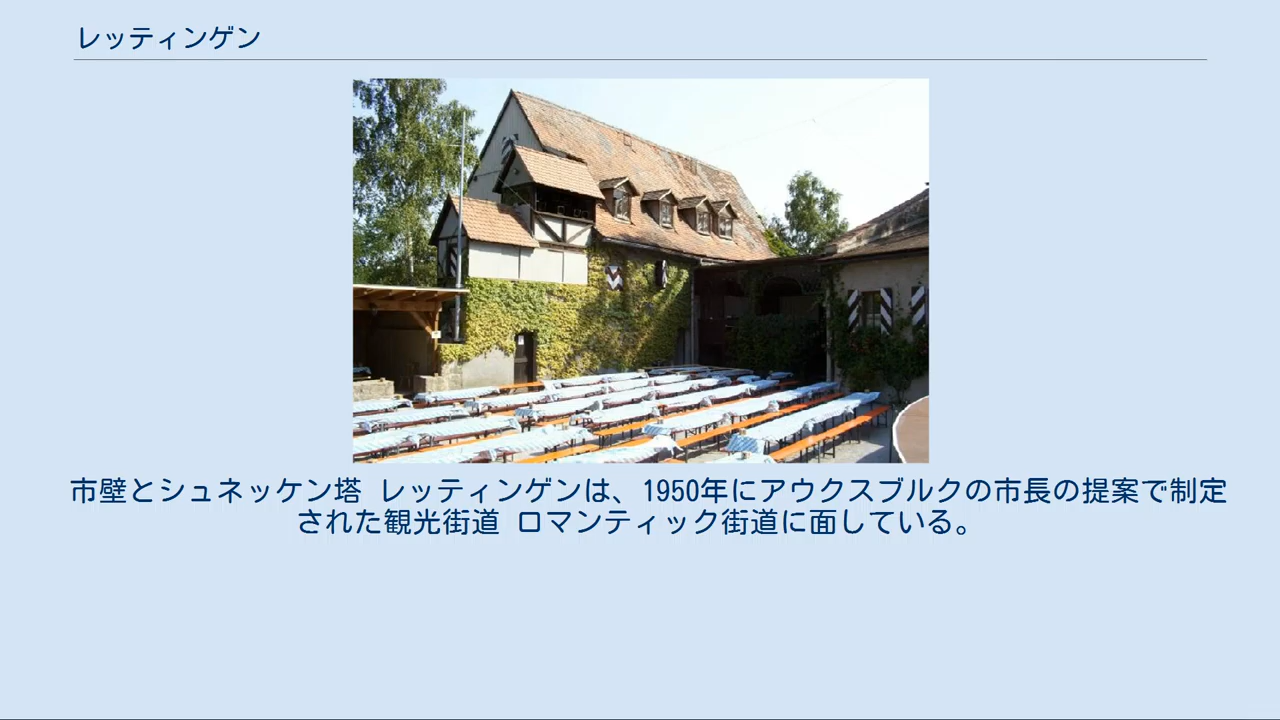 レッティンゲン
市壁とシュネッケン塔 レッティンゲンは、1950年にアウクスブルクの市長の提案で制定
された観光街道 ロマンティック街道に面している。